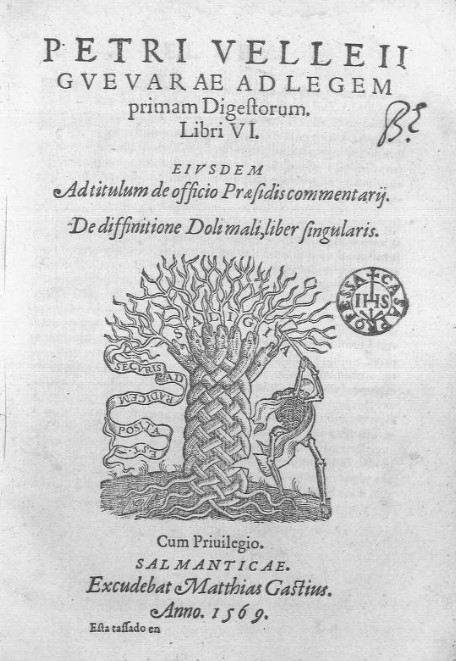 PETRI VELLEII
GVEVARAE AD LEGEM
primam Digeſtorum.
Libri VI.
EIVSDEM
Ad titulum de officio Præſidis commentarij.
De diffinitione Doli mali, liber ſingularis.
CASA PROFESSA
IHS
SALIGIA
SECVRIS
AD
RADICEM
POSITA
EST
Cum Priuilegio.
SALMANTICAE.
Excudebat Matthias Gaſtius.
Anno. 1569.
Eſta taſſado en